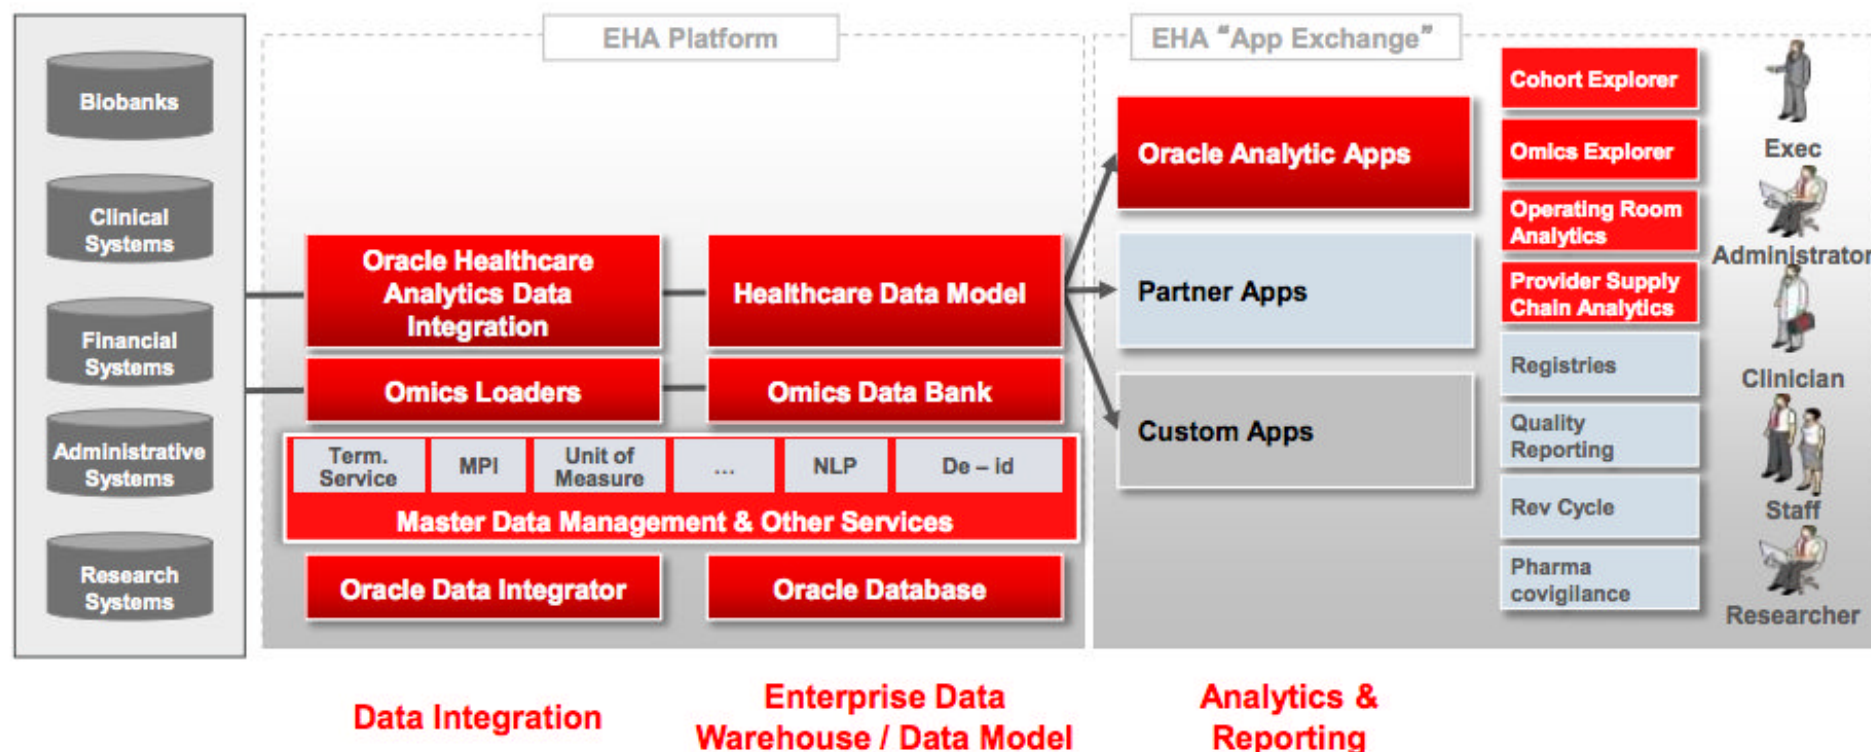 EHA Platform
EHA “App Exchange”
Biobanks
Clinical
Systems
Financial
Systems
Administrative
Systems
Research
Systems
Oracle Healthcare
Analytics Data
Integration
Healthcare Data Model
Omics Loaders
Omics Data Bank
Term.
Service
MPI
Unit of
Measure
...
NLP
De – id
Master Data Management & Other Services
Oracle Data Integrator
Oracle Database
Oracle Analytic Apps
Partner Apps
Custom Apps
Cohort Explorer
Omics Explorer
Operating Room
Analytics
Provider Supply
Chain Analytics
Registries
Quality
Reporting
Rev Cycle
Pharma
covigilance
Exec
Administrator
Clinician
Staff
Researcher
Data Integration
Enterprise Data
Warehouse / Data Model
Analytics &
Reporting